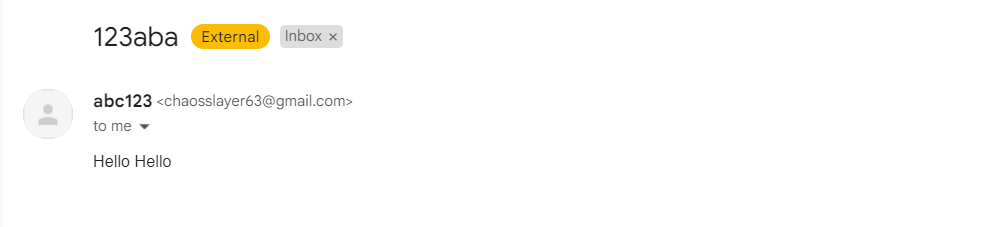 123aba External Inbox ×
abc123 <chaosslayer63@gmail.com>
to me
Hello Hello